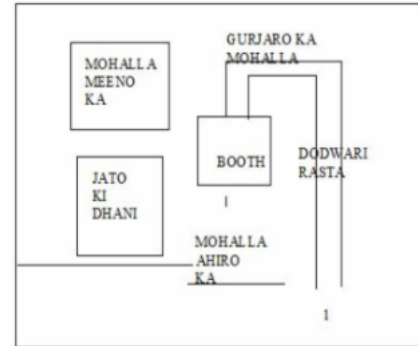 GURJARO KA
MOHALLA
MOHALLA
MEENO
KA
BOOTH
DODWARI
RASTA
JATO
KI
DHANI
MOHALLA
AHIRO
KA
1